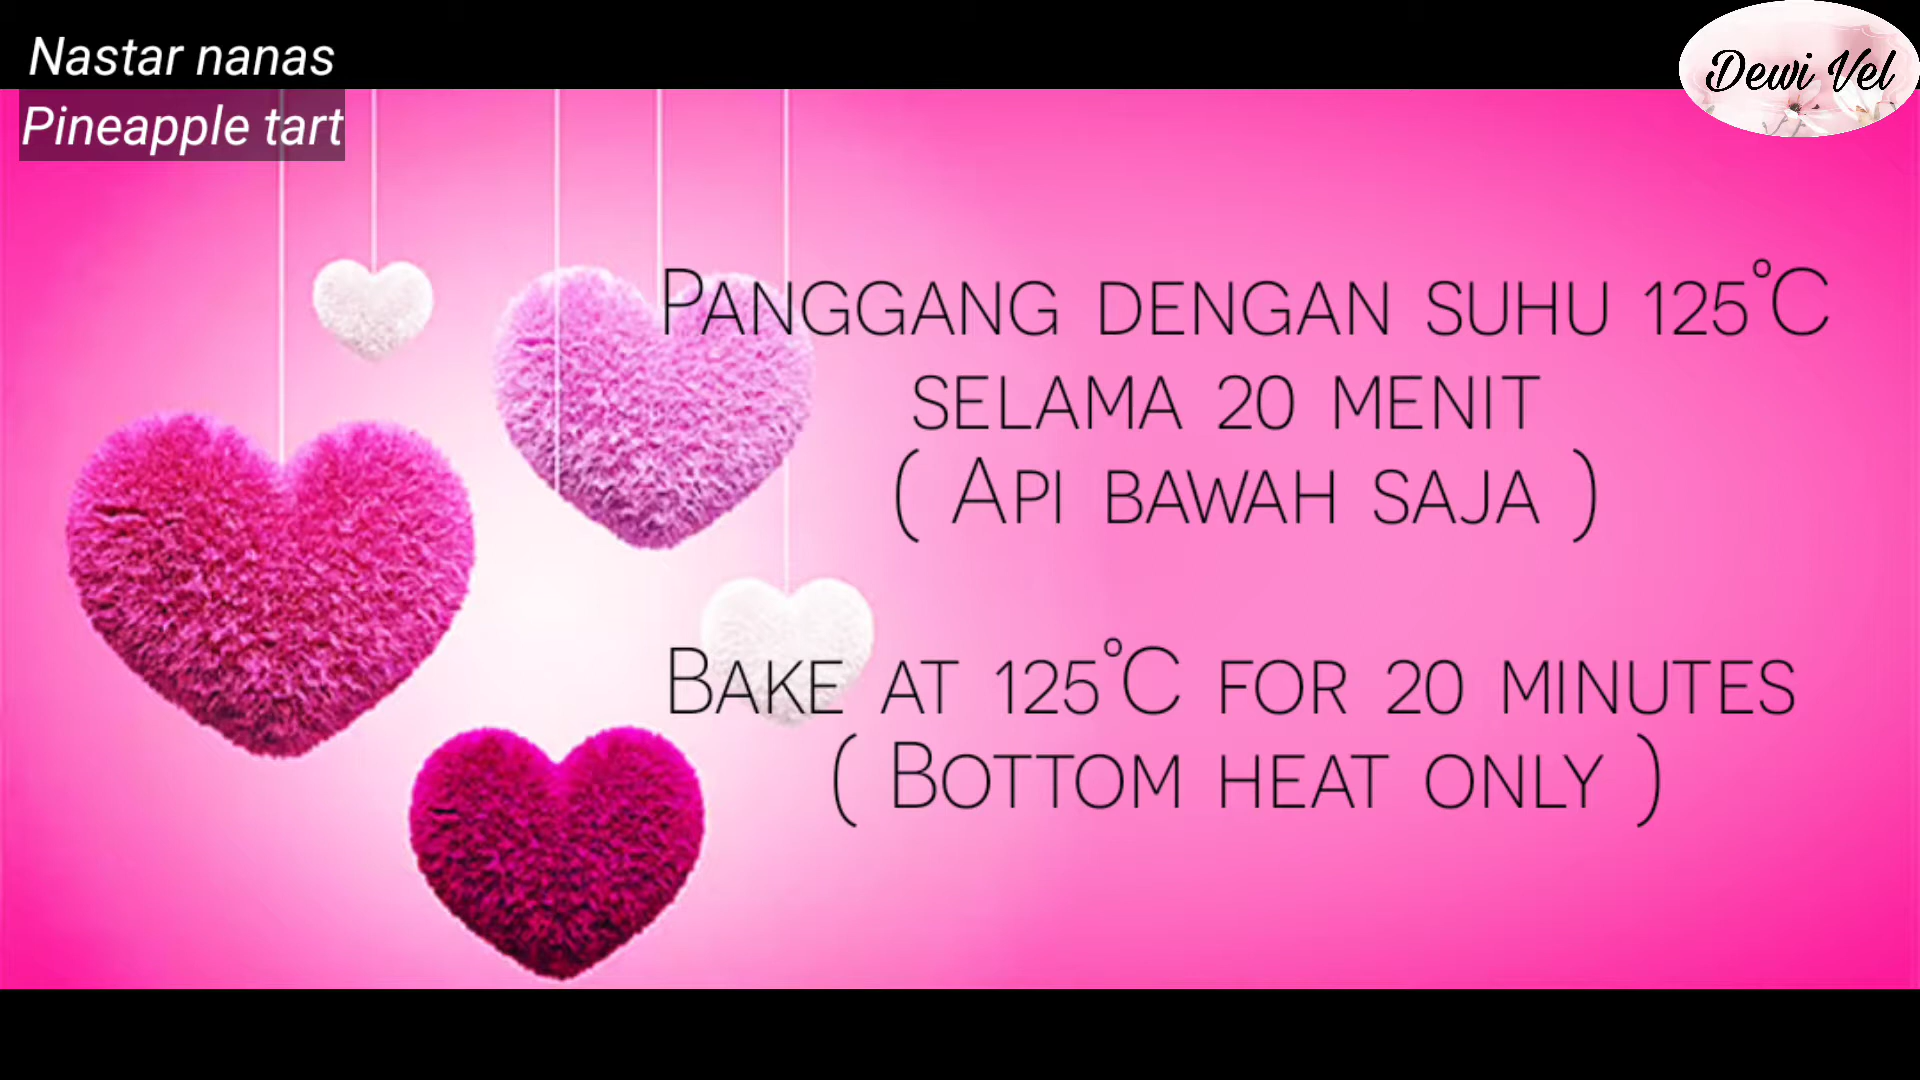 Nastar nanas
Pineapple tart
Dewi Vel
Panggang dengan suhu 125°C
selama 20 menit
( Api bawah saja )
Bake at 125°C for 20 minutes
( Bottom heat only )